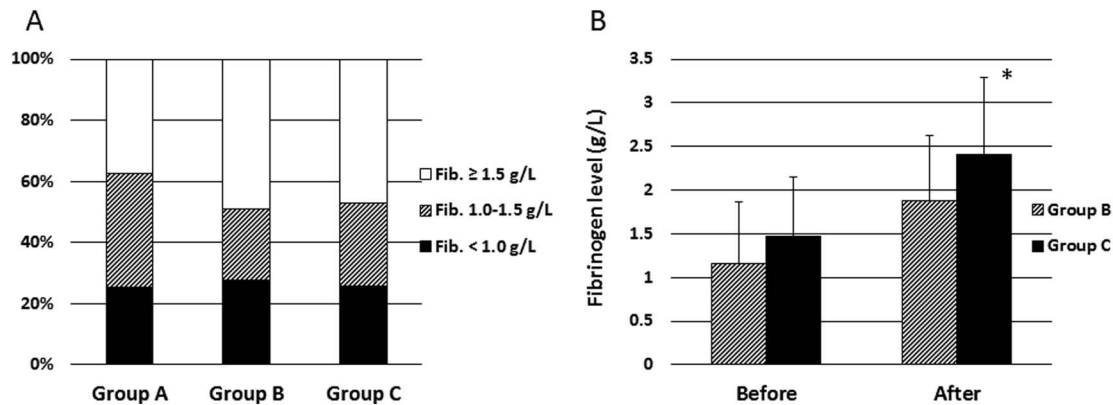 A
100%
80%
60%
40%
20%
0%
Group A
Group B
Group C
Fib. ≥ 1.5 g/L
Fib. 1.0-1.5 g/L
Fib. < 1.0 g/L
B
Fibrinogen level (g/L)
3.5
3
2.5
2
1.5
1
0.5
0
*
Before
After
Group B
Group C